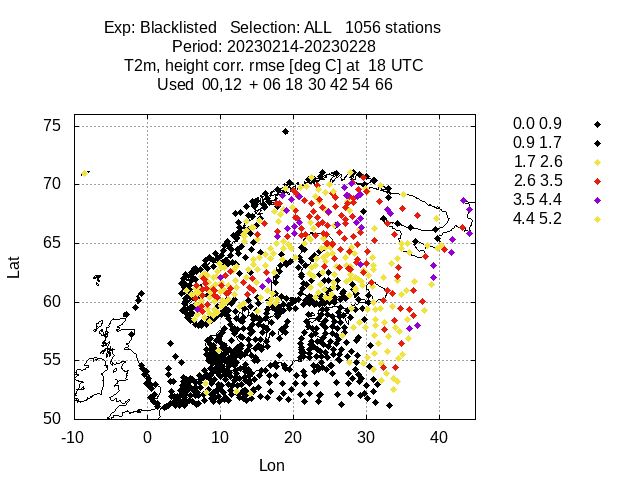 Exp: Blacklisted Selection: ALL 1056 stations
Period: 20230214-20230228
T2m, height corr. rmse [deg C] at 18 UTC
Used 00,12 + 06 18 30 42 54 66
75
70
65
60
55
50
Lat
-10 0 10 20 30 40
Lon
0.0 0.9
0.9 1.7
1.7 2.6
2.6 3.5
3.5 4.4
4.4 5.2